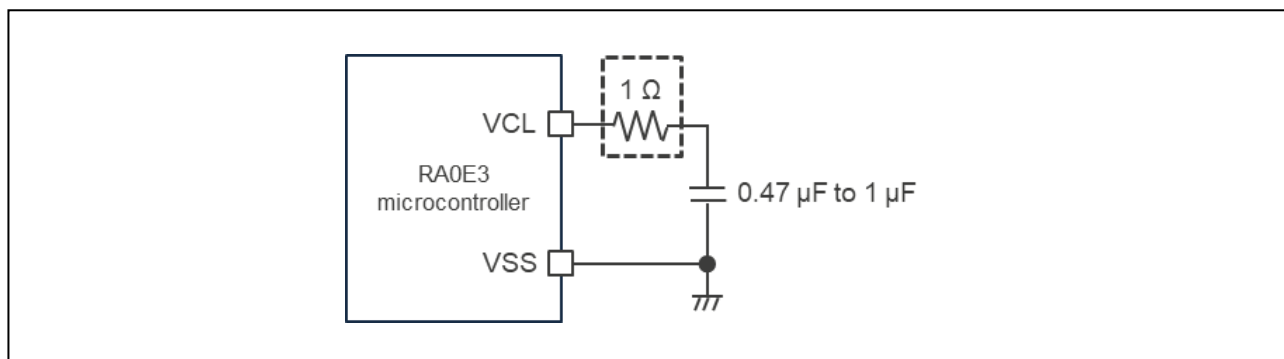 1 Ω
VCL
RA0E3
microcontroller
0.47 µF to 1 µF
VSS